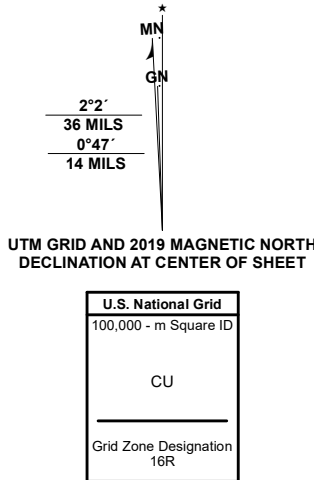 MN
GN
2°2´
36 MILS
0°47´
14 MILS
UTM GRID AND 2019 MAGNETIC NORTH
DECLINATION AT CENTER OF SHEET
U.S. National Grid
100,000 - m Square ID
CU
Grid Zone Designation
16R